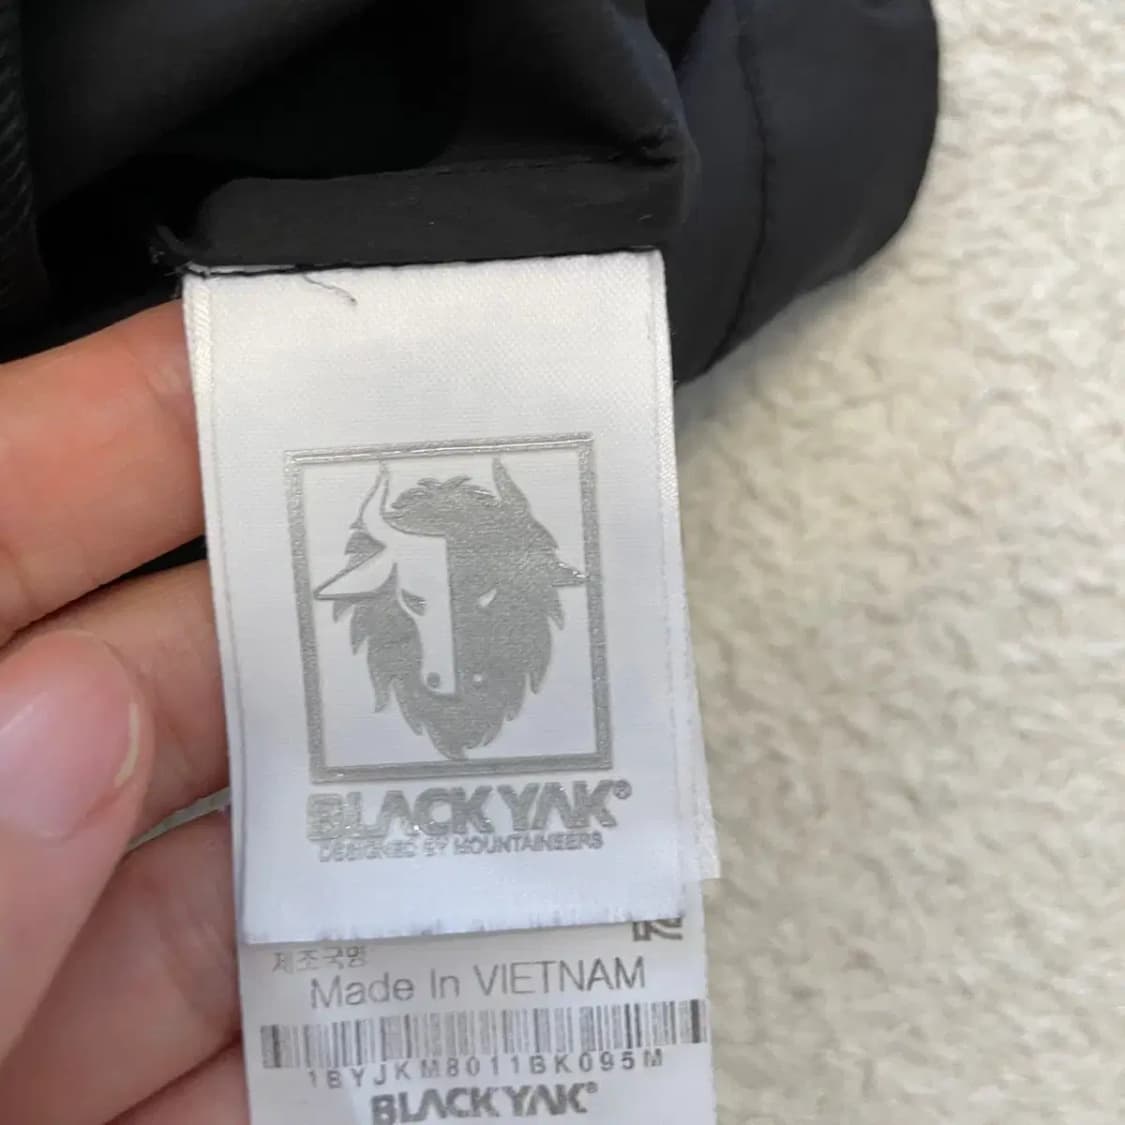 BLACKYAK®
DESIGNED BY MOUNTAINEERS
제조국명
Made In VIETNAM
1BYJKM8011BK095M
BLACKYAK®